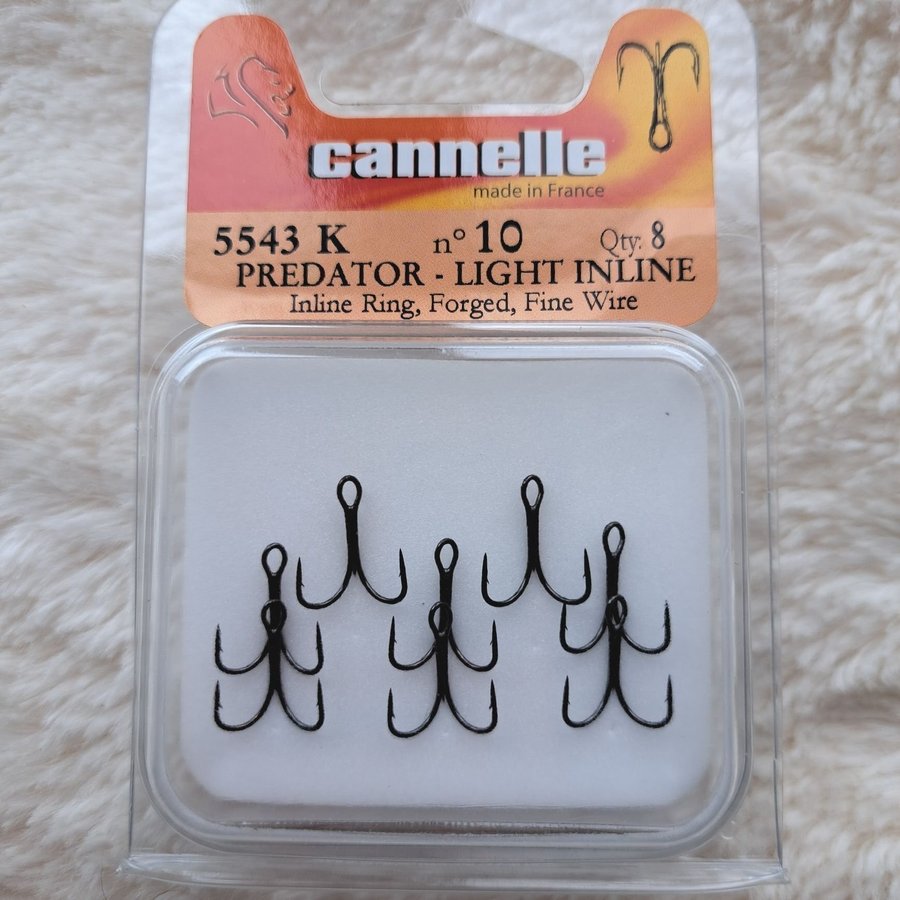 cannelle
made in France
5543 K n° 10 Qty: 8
PREDATOR - LIGHT INLINE
Inline Ring, Forged, Fine Wire